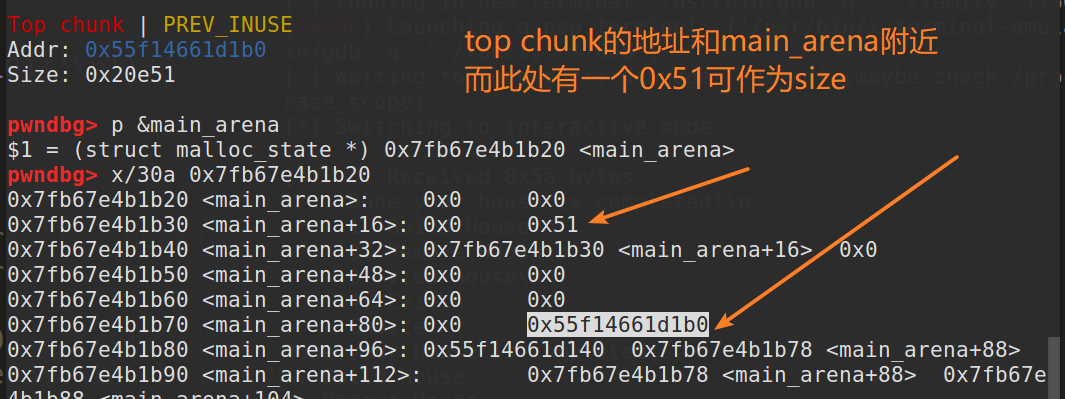 Top chunk | PREV_INUSE
Addr: 0x55f14661d1b0
Size: 0x20e51
top chunk的地址和main_arena附近
而此处有一个0x51可作为size
pwndbg> p &main_arena
$1 = (struct malloc_state *) 0x7fb67e4b1b20 <main_arena>
pwndbg> x/30a 0x7fb67e4b1b20
0x7fb67e4b1b20 <main_arena>: 0x0 0x0
0x7fb67e4b1b30 <main_arena+16>: 0x0 0x51
0x7fb67e4b1b40 <main_arena+32>: 0x7fb67e4b1b30 <main_arena+16> 0x0
0x7fb67e4b1b50 <main_arena+48>: 0x0 0x0
0x7fb67e4b1b60 <main_arena+64>: 0x0 0x0
0x7fb67e4b1b70 <main_arena+80>: 0x0 0x55f14661d1b0
0x7fb67e4b1b80 <main_arena+96>: 0x55f14661d140 0x7fb67e4b1b78 <main_arena+88>
0x7fb67e4b1b90 <main_arena+112>: 0x7fb67e4b1b78 <main_arena+88> 0x7fb67e
4b1b88 <main_arena+104>